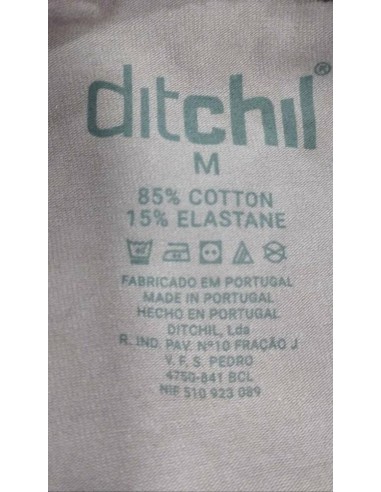 ditchil®
M
85% COTTON
15% ELASTANE
FABRICADO EM PORTUGAL
MADE IN PORTUGAL
HECHO EN PORTUGAL
DITCHIL, Lda
R. IND. PAV. Nº10 FRAÇÃO J
V. F. S. PEDRO
4750-841 BCL
NIF 510 923 089